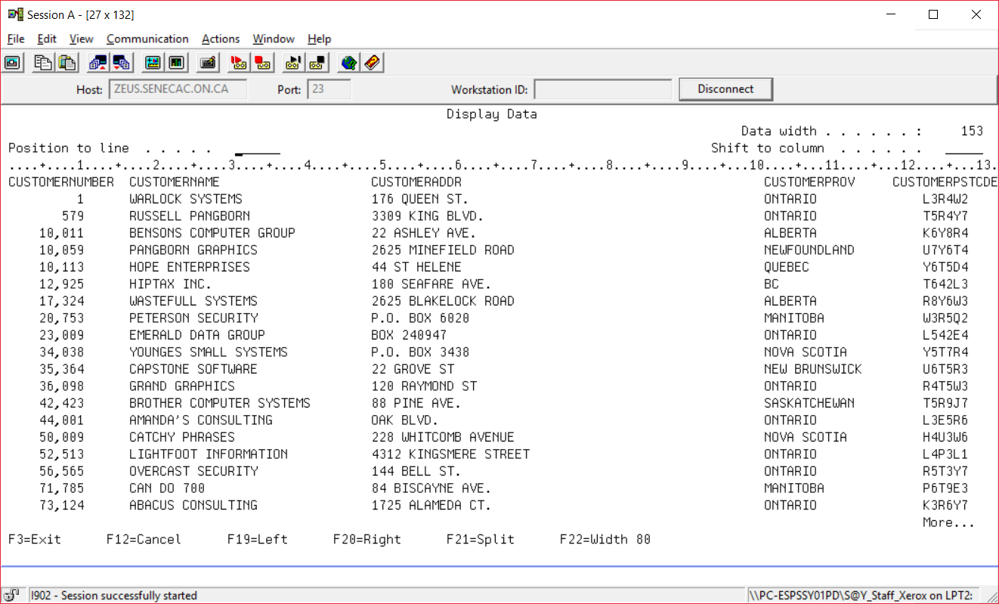 Session A - [27 x 132]
File Edit View Communication Actions Window Help
Host: ZEUS.SENECAC.ON.CA Port: 23 Workstation ID: Disconnect
Display Data
Data width . . . . . . : 153
Position to line . . . . . Shift to column . . . . . .
....+....1....+....2....+....3....+....4....+....5....+....6....+....7....+....8....+....9....+...10....+...11....+...12....+...13.
CUSTOMERNUMBER CUSTOMERNAME CUSTOMERADDR CUSTOMERPROV CUSTOMERPSTCDE
1 WARLOCK SYSTEMS 176 QUEEN ST. ONTARIO L3R4W2
579 RUSSELL PANGBORN 3309 KING BLVD. ONTARIO T5R4Y7
10,011 BENSONS COMPUTER GROUP 22 ASHLEY AVE. ALBERTA K6Y8R4
10,059 PANGBORN GRAPHICS 2625 MINEFIELD ROAD NEWFOUNDLAND U7Y6T4
10,113 HOPE ENTERPRISES 44 ST HELENE QUEBEC Y6T5D4
12,925 HIPTAX INC. 180 SEAFARE AVE. BC T642L3
17,324 WASTEFULL SYSTEMS 2625 BLAKELOCK ROAD ALBERTA R8Y6W3
20,753 PETERSON SECURITY P.O. BOX 6020 MANITOBA W3R5Q2
23,009 EMERALD DATA GROUP BOX 240947 ONTARIO L542E4
34,038 YOUNGES SMALL SYSTEMS P.O. BOX 3438 NOVA SCOTIA Y5T7R4
35,364 CAPSTONE SOFTWARE 22 GROVE ST NEW BRUNSWICK U6T5R3
36,098 GRAND GRAPHICS 120 RAYMOND ST ONTARIO R4T5W3
42,423 BROTHER COMPUTER SYSTEMS 88 PINE AVE. SASKATCHEWAN T5R9J7
44,001 AMANDA'S CONSULTING OAK BLVD. ONTARIO L3E5R6
50,009 CATCHY PHRASES 228 WHITCOMB AVENUE NOVA SCOTIA H4U3W6
52,513 LIGHTFOOT INFORMATION 4312 KINGSMERE STREET ONTARIO L4P3L1
56,565 OVERCAST SECURITY 144 BELL ST. ONTARIO R5T3Y7
71,785 CAN DO 700 84 BISCAYNE AVE. MANITOBA P6T9E3
73,124 ABACUS CONSULTING 1725 ALAMEDA CT. ONTARIO K3R6Y7
More...
F3=Exit F12=Cancel F19=Left F20=Right F21=Split F22=Width 80
I902 - Session successfully started \\PC-ESPSSY01PD\S@Y_Staff_Xerox on LPT2: